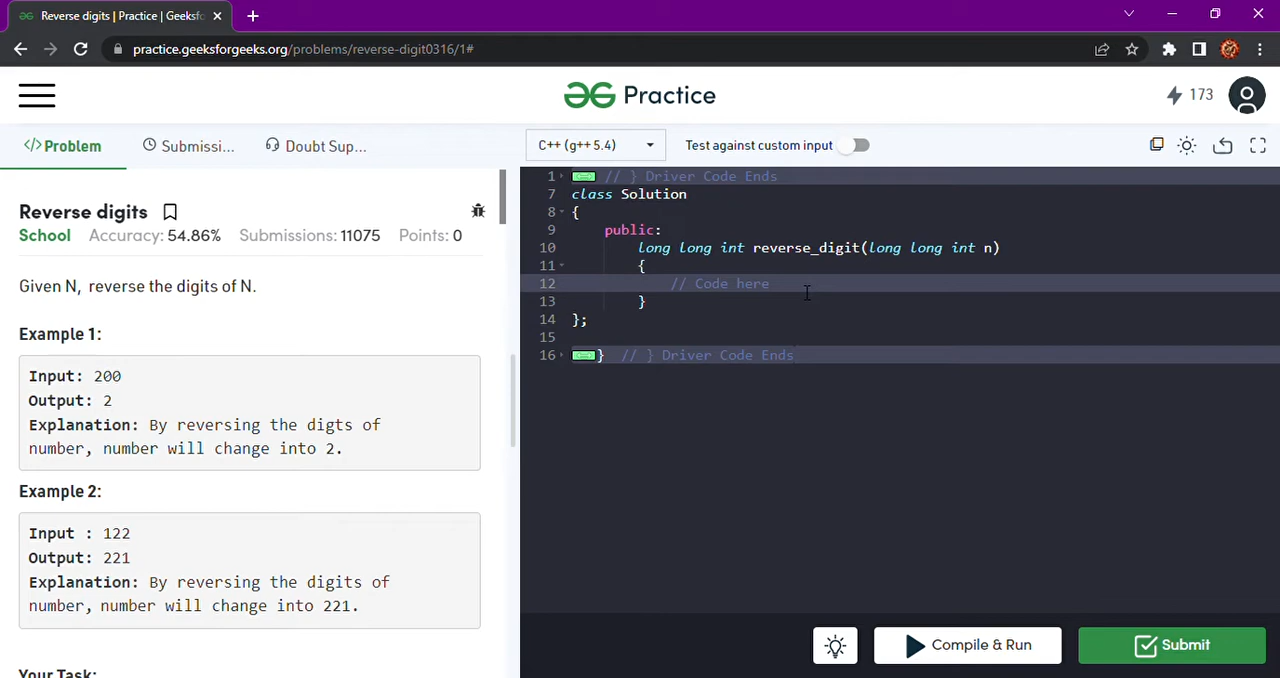 Reverse digits | Practice | Geeksfo
practice.geeksforgeeks.org/problems/reverse-digit0316/1#
Practice
173
</>Problem
Submissi...
Doubt Sup...
C++ (g++ 5.4)
Test against custom input
Reverse digits
School Accuracy: 54.86% Submissions: 11075 Points: 0
Given N, reverse the digits of N.
Example 1:
Input: 200
Output: 2
Explanation: By reversing the digts of
number, number will change into 2.
Example 2:
Input : 122
Output: 221
Explanation: By reversing the digits of
number, number will change into 221.
Your Task:
1 // } Driver Code Ends
7 class Solution
8 {
9 public:
10 long long int reverse_digit(long long int n)
11 {
12 // Code here
13 }
14 };
15
16 } // } Driver Code Ends
Compile & Run
Submit